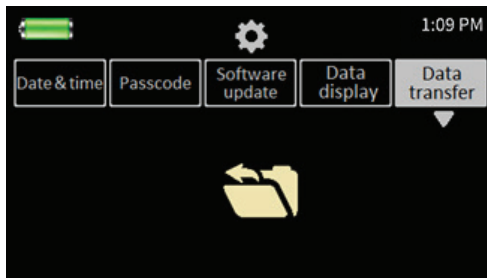 1:09 PM
Date & time
Passcode
Software
update
Data
display
Data
transfer